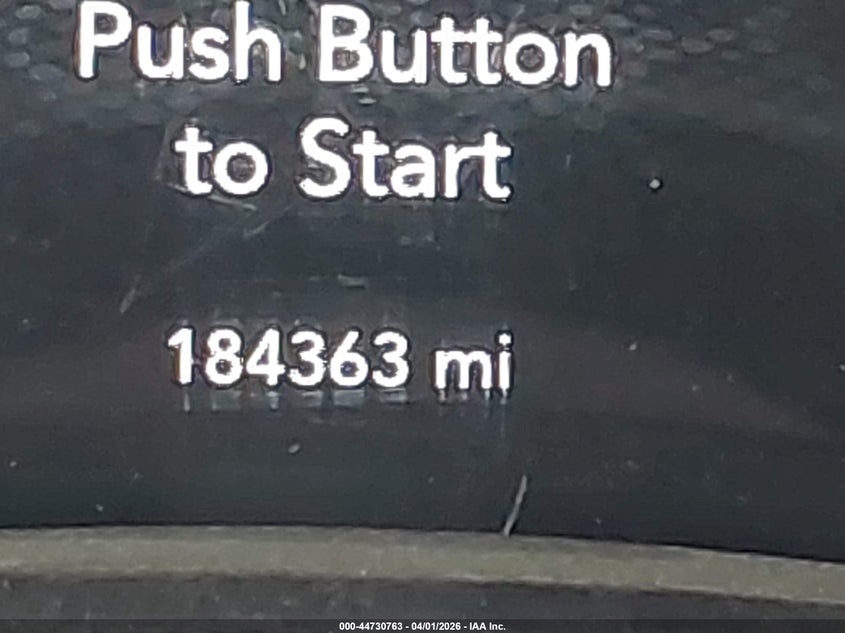 Push Button
to Start
184363 mi
000-44730763 - 04/01/2026 - IAA Inc.